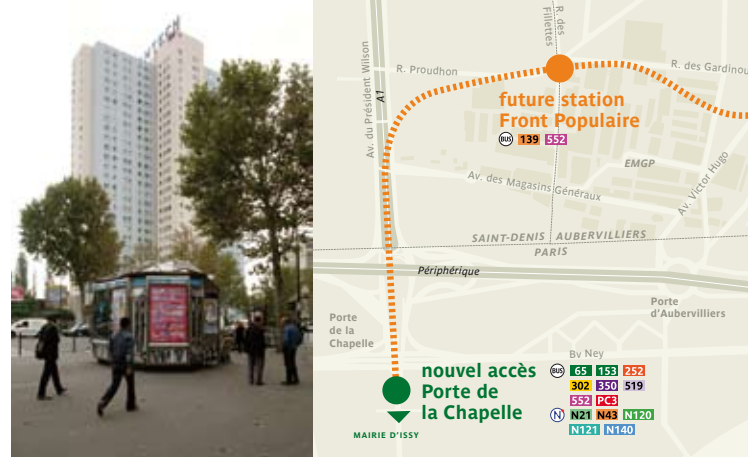 TECH
Av. du Président Wilson
A1
R. Proudhon
R. des
Fillettes
R. des Gardinou
future station
Front Populaire
BUS 139 552
EMGP
Av. des Magasins Généraux
Av. Victor Hugo
SAINT-DENIS AUBERVILLIERS
PARIS
Périphérique
Porte
de la
Chapelle
Porte
d'Aubervilliers
Bv Ney
nouvel accès
Porte de
la Chapelle
MAIRIE D'ISSY
BUS 65 153 252
302 350 519
552 PC3
N N21 N43 N120
N121 N140